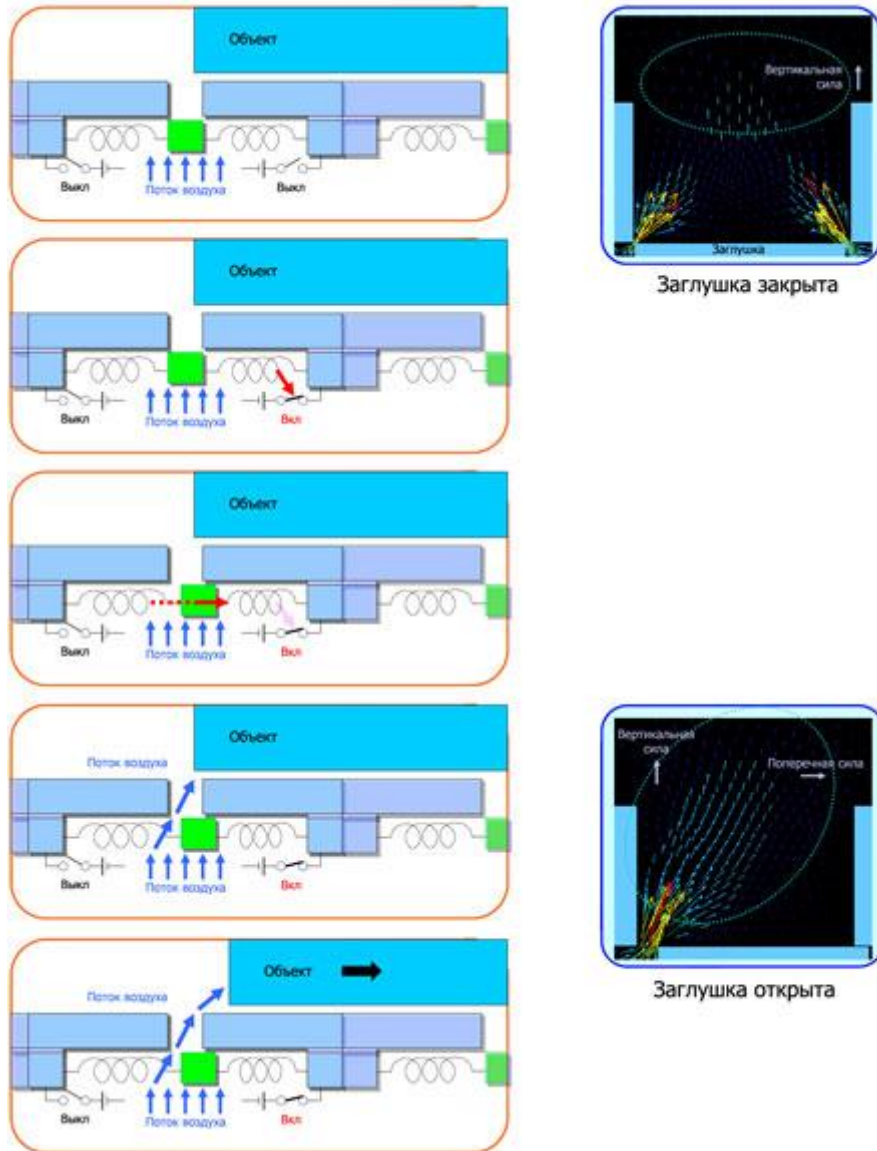 Объект
Выкл
Поток воздуха
Выкл
Объект
Выкл
Поток воздуха
Вкл
Объект
Выкл
Поток воздуха
Вкл
Поток воздуха
Объект
Выкл
Поток воздуха
Вкл
Поток воздуха
Объект
Выкл
Поток воздуха
Вкл
Вертикальная
сила
Заглушка
Заглушка закрыта
Вертикальная
сила
Поперечная сила
Заглушка открыта